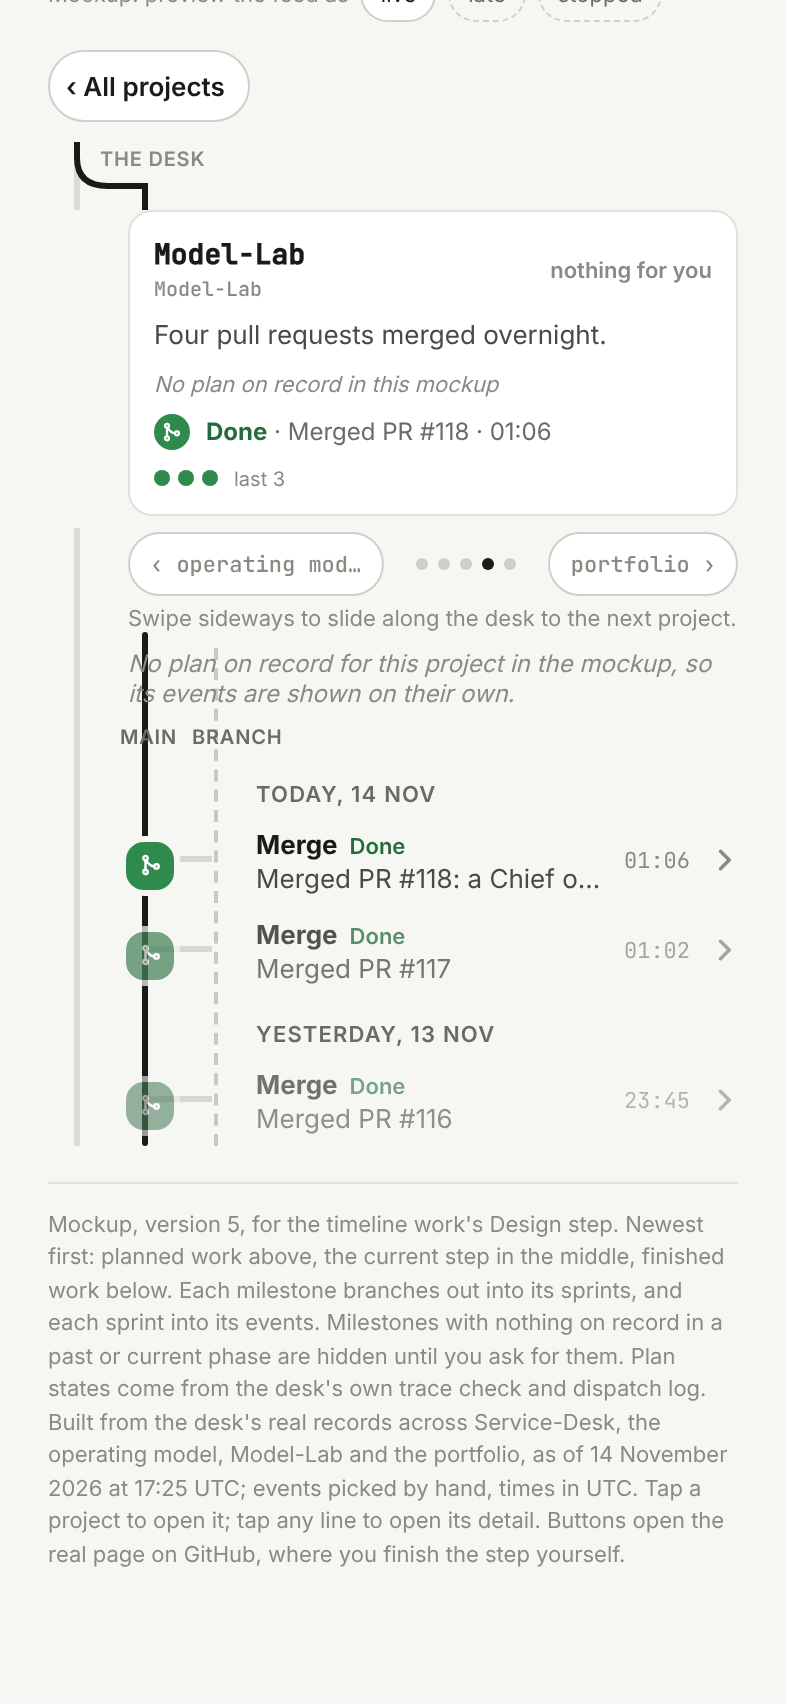 ‹ All projects
THE DESK
Model-Lab
nothing for you
Model-Lab
Four pull requests merged overnight.
No plan on record in this mockup
Done · Merged PR #118 · 01:06
last 3
‹ operating mod…
portfolio ›
Swipe sideways to slide along the desk to the next project.
No plan on record for this project in the mockup, so
its events are shown on their own.
MAIN BRANCH
TODAY, 14 NOV
Merge Done
Merged PR #118: a Chief o…
01:06
Merge Done
Merged PR #117
01:02
YESTERDAY, 13 NOV
Merge Done
Merged PR #116
23:45
Mockup, version 5, for the timeline work's Design step. Newest
first: planned work above, the current step in the middle, finished
work below. Each milestone branches out into its sprints, and
each sprint into its events. Milestones with nothing on record in a
past or current phase are hidden until you ask for them. Plan
states come from the desk's own trace check and dispatch log.
Built from the desk's real records across Service-Desk, the
operating model, Model-Lab and the portfolio, as of 14 November
2026 at 17:25 UTC; events picked by hand, times in UTC. Tap a
project to open it; tap any line to open its detail. Buttons open the
real page on GitHub, where you finish the step yourself.